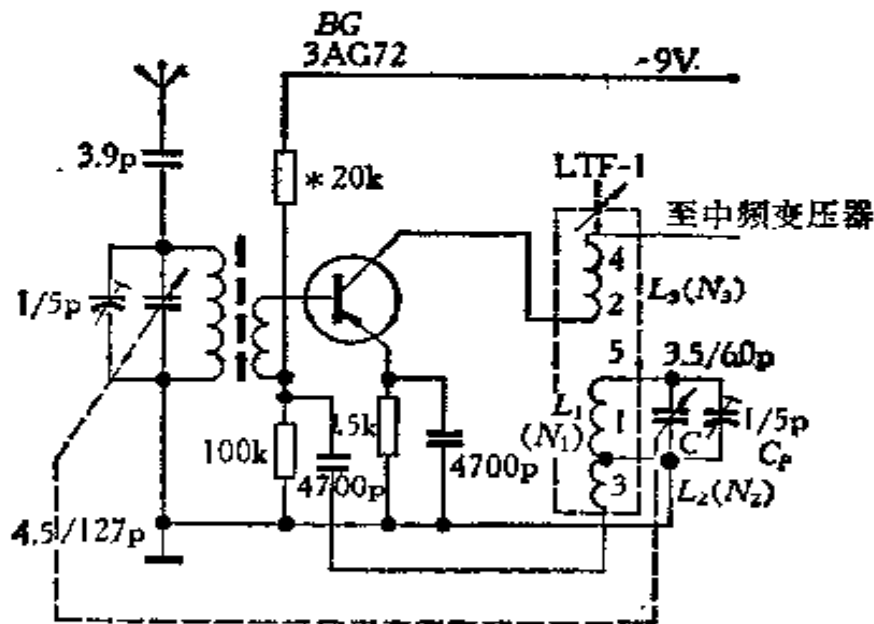 BG
3AG72
-9V.
3.9p
*20k
LTF-1
至中频变压器
4
2
L₃(N₃)
1/5p
5
3.5/60p
L₁
(N₁)
1
C
1/5p
Cₚ
100k
4700p
.5k
4700p
3
L₂(N₂)
4.5/127p